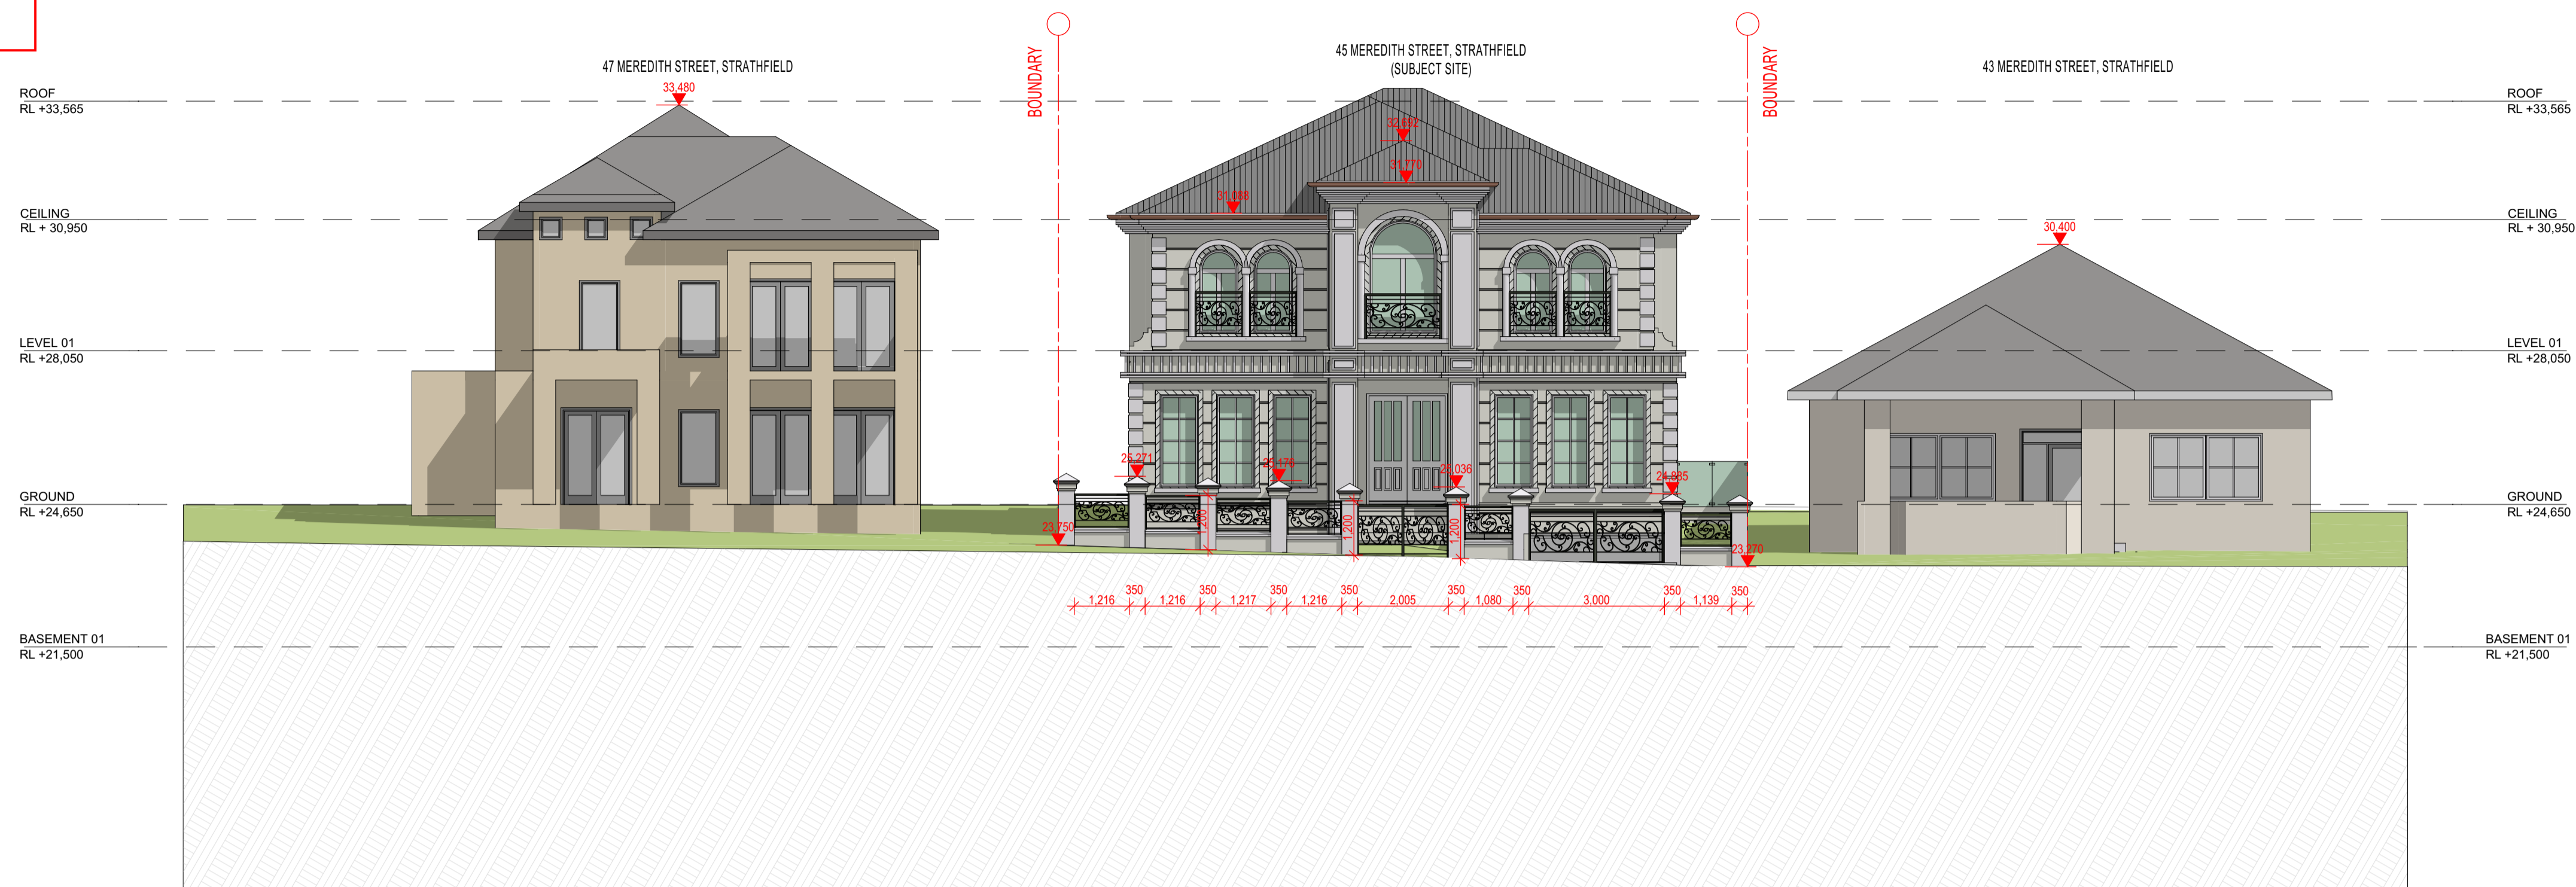 47 MEREDITH STREET, STRATHFIELD
45 MEREDITH STREET, STRATHFIELD
(SUBJECT SITE)
43 MEREDITH STREET, STRATHFIELD
BOUNDARY
BOUNDARY
ROOF
RL +33,565
ROOF
RL +33,565
33,480
32,692
31,770
31,088
CEILING
RL + 30,950
CEILING
RL + 30,950
30,400
LEVEL 01
RL +28,050
LEVEL 01
RL +28,050
25,271
25,176
25,036
24,885
GROUND
RL +24,650
GROUND
RL +24,650
23,750
1,200
1,200
1,200
23,270
350 350 350 350 350 350 350 350
1,216 1,216 1,217 1,216 2,005 1,080 3,000 1,139
BASEMENT 01
RL +21,500
BASEMENT 01
RL +21,500